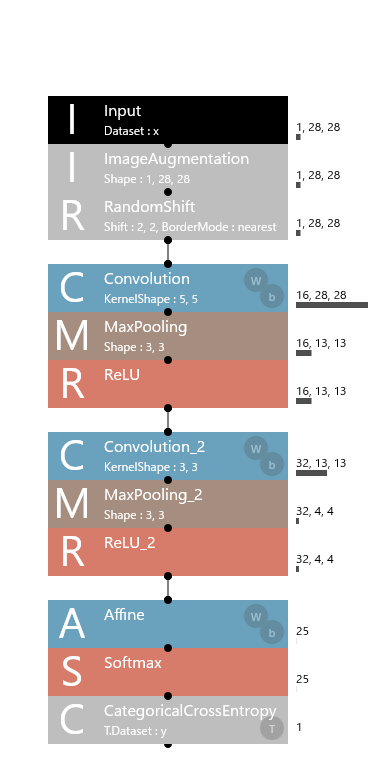 I Input
Dataset : x
1, 28, 28
I ImageAugmentation
Shape : 1, 28, 28
1, 28, 28
R RandomShift
Shift : 2, 2, BorderMode : nearest
1, 28, 28
C Convolution W
KernelShape : 5, 5 b
16, 28, 28
M MaxPooling
Shape : 3, 3
16, 13, 13
R ReLU
16, 13, 13
C Convolution_2 W
KernelShape : 3, 3 b
32, 13, 13
M MaxPooling_2
Shape : 3, 3
32, 4, 4
R ReLU_2
32, 4, 4
A Affine W
b
25
S Softmax
25
C CategoricalCrossEntropy
T.Dataset : y T
1